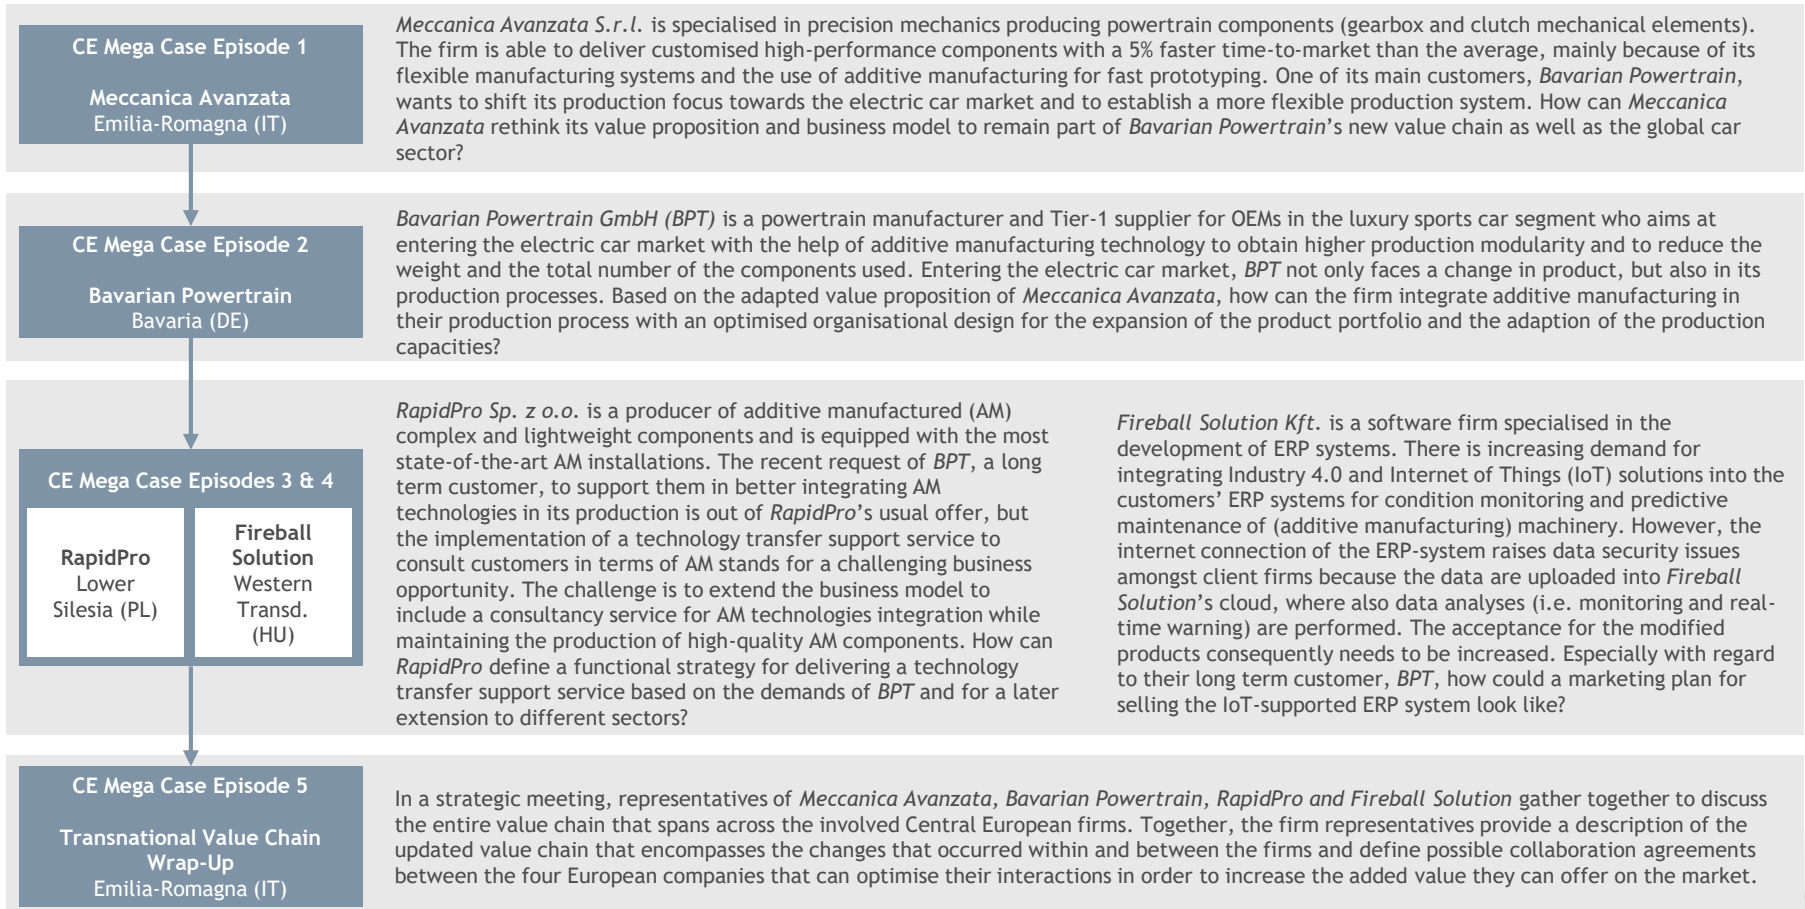 CE Mega Case Episode 1
Meccanica Avanzata
Emilia-Romagna (IT)
Meccanica Avanzata S.r.l. is specialised in precision mechanics producing powertrain components (gearbox and clutch mechanical elements).
The firm is able to deliver customised high-performance components with a 5% faster time-to-market than the average, mainly because of its
flexible manufacturing systems and the use of additive manufacturing for fast prototyping. One of its main customers, Bavarian Powertrain,
wants to shift its production focus towards the electric car market and to establish a more flexible production system. How can Meccanica
Avanzata rethink its value proposition and business model to remain part of Bavarian Powertrain's new value chain as well as the global car
sector?
CE Mega Case Episode 2
Bavarian Powertrain
Bavaria (DE)
Bavarian Powertrain GmbH (BPT) is a powertrain manufacturer and Tier-1 supplier for OEMs in the luxury sports car segment who aims at
entering the electric car market with the help of additive manufacturing technology to obtain higher production modularity and to reduce the
weight and the total number of the components used. Entering the electric car market, BPT not only faces a change in product, but also in its
production processes. Based on the adapted value proposition of Meccanica Avanzata, how can the firm integrate additive manufacturing in
their production process with an optimised organisational design for the expansion of the product portfolio and the adaption of the production
capacities?
CE Mega Case Episodes 3 & 4
RapidPro
Lower
Silesia (PL)
Fireball
Solution
Western
Transd.
(HU)
RapidPro Sp. z o.o. is a producer of additive manufactured (AM)
complex and lightweight components and is equipped with the most
state-of-the-art AM installations. The recent request of BPT, a long
term customer, to support them in better integrating AM
technologies in its production is out of RapidPro's usual offer, but
the implementation of a technology transfer support service to
consult customers in terms of AM stands for a challenging business
opportunity. The challenge is to extend the business model to
include a consultancy service for AM technologies integration while
maintaining the production of high-quality AM components. How can
RapidPro define a functional strategy for delivering a technology
transfer support service based on the demands of BPT and for a later
extension to different sectors?
Fireball Solution Kft. is a software firm specialised in the
development of ERP systems. There is increasing demand for
integrating Industry 4.0 and Internet of Things (IoT) solutions into the
customers' ERP systems for condition monitoring and predictive
maintenance of (additive manufacturing) machinery. However, the
internet connection of the ERP-system raises data security issues
amongst client firms because the data are uploaded into Fireball
Solution's cloud, where also data analyses (i.e. monitoring and real-
time warning) are performed. The acceptance for the modified
products consequently needs to be increased. Especially with regard
to their long term customer, BPT, how could a marketing plan for
selling the IoT-supported ERP system look like?
CE Mega Case Episode 5
Transnational Value Chain
Wrap-Up
Emilia-Romagna (IT)
In a strategic meeting, representatives of Meccanica Avanzata, Bavarian Powertrain, RapidPro and Fireball Solution gather together to discuss
the entire value chain that spans across the involved Central European firms. Together, the firm representatives provide a description of the
updated value chain that encompasses the changes that occurred within and between the firms and define possible collaboration agreements
between the four European companies that can optimise their interactions in order to increase the added value they can offer on the market.